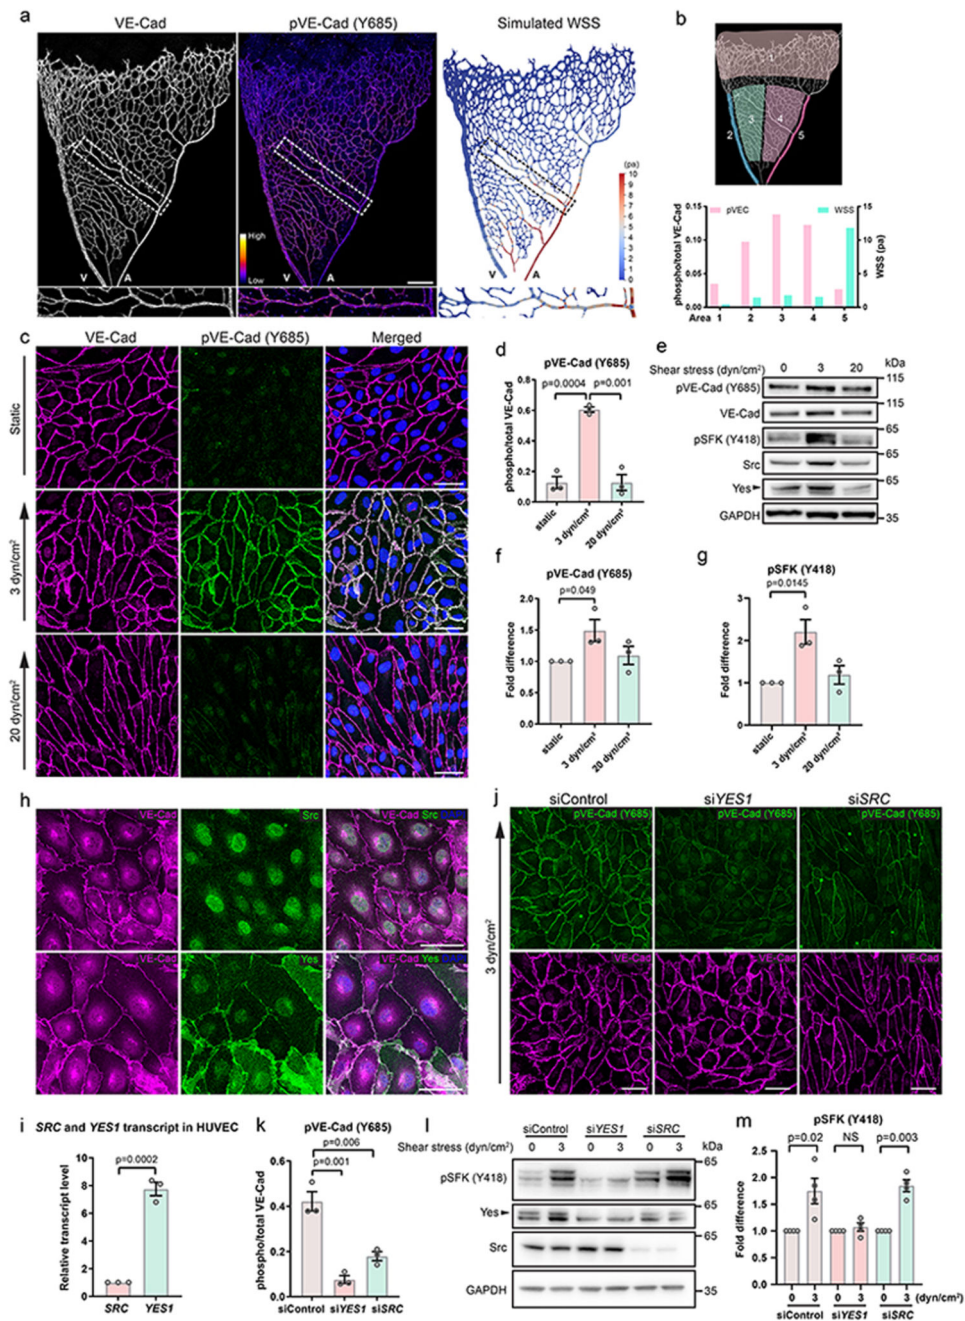 a VE-Cad pVE-Cad (Y685) Simulated WSS
(pa)
10
9
8
7
6
5
4
3
2
1
0
High
Low
V A V A V A
b
1
2 3 4 5
pVEC WSS
phospho/total VE-Cad
0.15
0.10
0.05
0.00
WSS (pa)
15
10
5
0
Area 1 2 3 4 5
c VE-Cad pVE-Cad (Y685) Merged
Static
3 dyn/cm²
20 dyn/cm²
d pVE-Cad (Y685)
p=0.0004 p=0.001
phospho/total VE-Cad
0.8
0.6
0.4
0.2
0.0
static 3 dyn/cm² 20 dyn/cm²
e
Shear stress (dyn/cm²) 0 3 20 kDa
pVE-Cad (Y685) 115
VE-Cad 115
pSFK (Y418) 65
Src 65
Yes 65
GAPDH 35
f pVE-Cad (Y685)
p=0.049
Fold difference
2.0
1.5
1.0
0.5
0.0
static 3 dyn/cm² 20 dyn/cm²
g pSFK (Y418)
p=0.0145
Fold difference
3
2
1
0
static 3 dyn/cm² 20 dyn/cm²
h
VE-Cad Src VE-Cad Src DAPI
VE-Cad Yes VE-Cad Yes DAPI
j siControl siYES1 siSRC
pVE-Cad (Y685) pVE-Cad (Y685) pVE-Cad (Y685)
3 dyn/cm²
VE-Cad VE-Cad VE-Cad
i SRC and YES1 transcript in HUVEC
p=0.0002
Relative transcript level
10
8
6
4
2
0
SRC YES1
k pVE-Cad (Y685)
p=0.006
p=0.001
phospho/total VE-Cad
0.6
0.4
0.2
0.0
siControl siYES1 siSRC
l siControl siYES1 siSRC
Shear stress (dyn/cm²) 0 3 0 3 0 3 kDa
pSFK (Y418) 65
Yes 65
Src 65
GAPDH 35
m pSFK (Y418)
p=0.02 NS p=0.003
Fold difference
2.5
2.0
1.5
1.0
0.5
0.0
0 3 0 3 0 3 (dyn/cm²)
siControl siYES1 siSRC